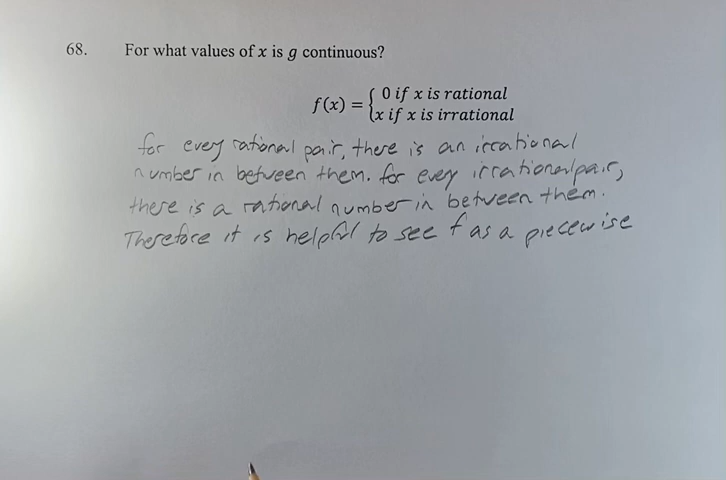 68. For what values of x is g continuous?
f(x) = { 0 if x is rational
x if x is irrational
for every rational pair, there is an irrational
number in between them. for every irrational pair,
there is a rational number in between them.
Therefore it is helpful to see f as a piecewise